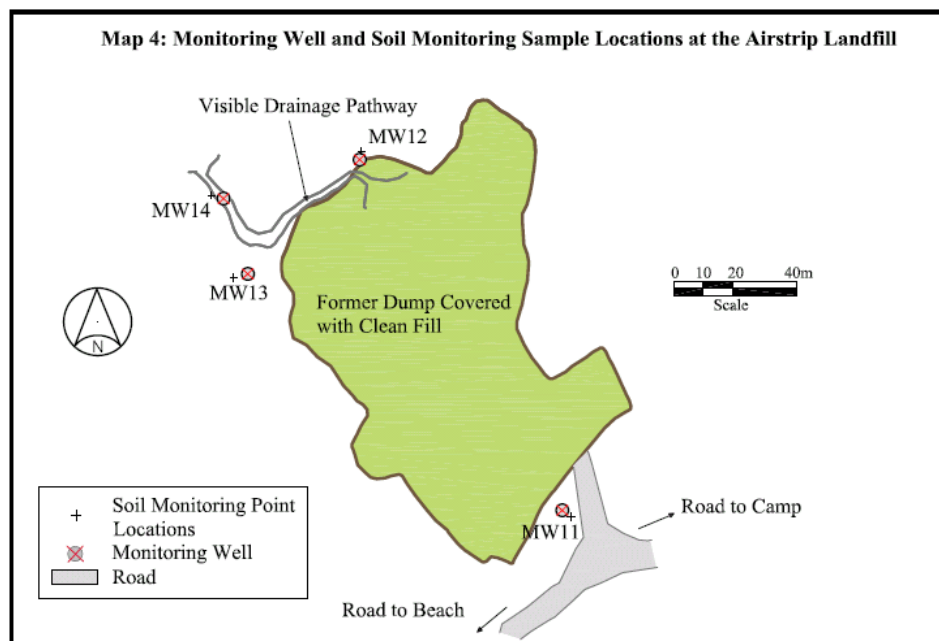 Map 4: Monitoring Well and Soil Monitoring Sample Locations at the Airstrip Landfill
Visible Drainage Pathway
MW12
MW14
MW13
Former Dump Covered
with Clean Fill
0 10 20 40m
Scale
N
Soil Monitoring Point
Locations
Monitoring Well
Road
MW11
Road to Camp
Road to Beach